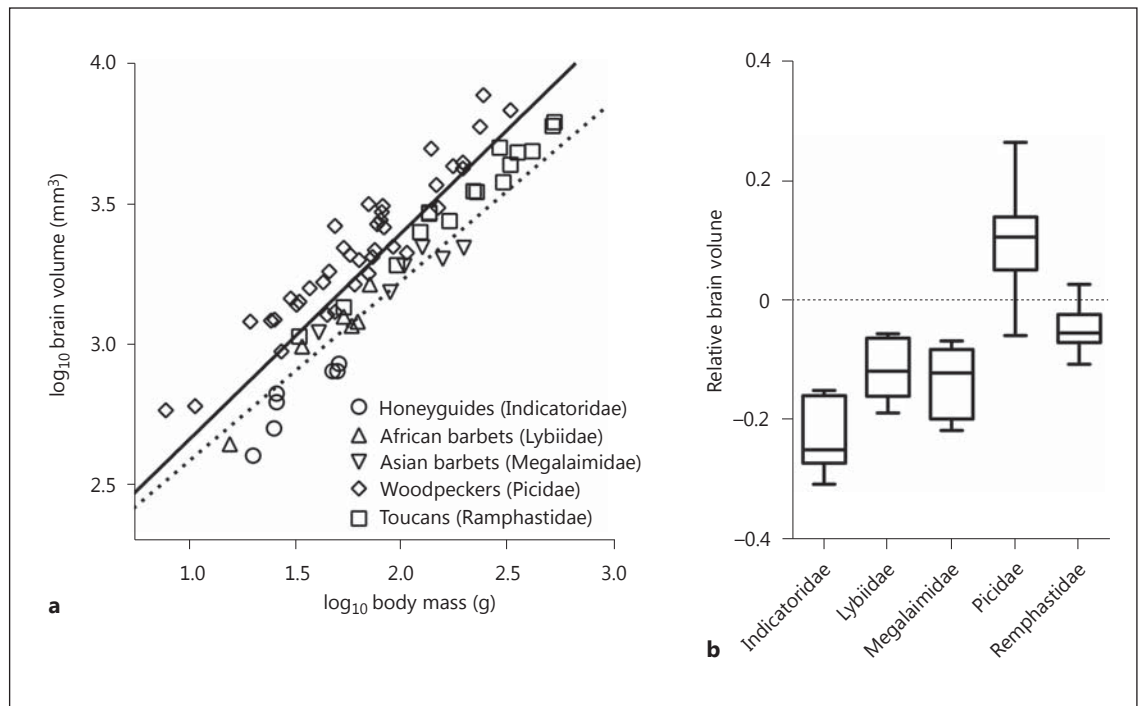 4.0
3.5
3.0
2.5
log10 brain volume (mm³)
1.0 1.5 2.0 2.5 3.0
log10 body mass (g)
Honeyguides (Indicatoridae)
African barbets (Lybiidae)
Asian barbets (Megalaimidae)
Woodpeckers (Picidae)
Toucans (Ramphastidae)
a
0.4
0.2
0
–0.2
–0.4
Relative brain volume
Indicatoridae
Lybiidae
Megalaimidae
Picidae
Remphastidae
b